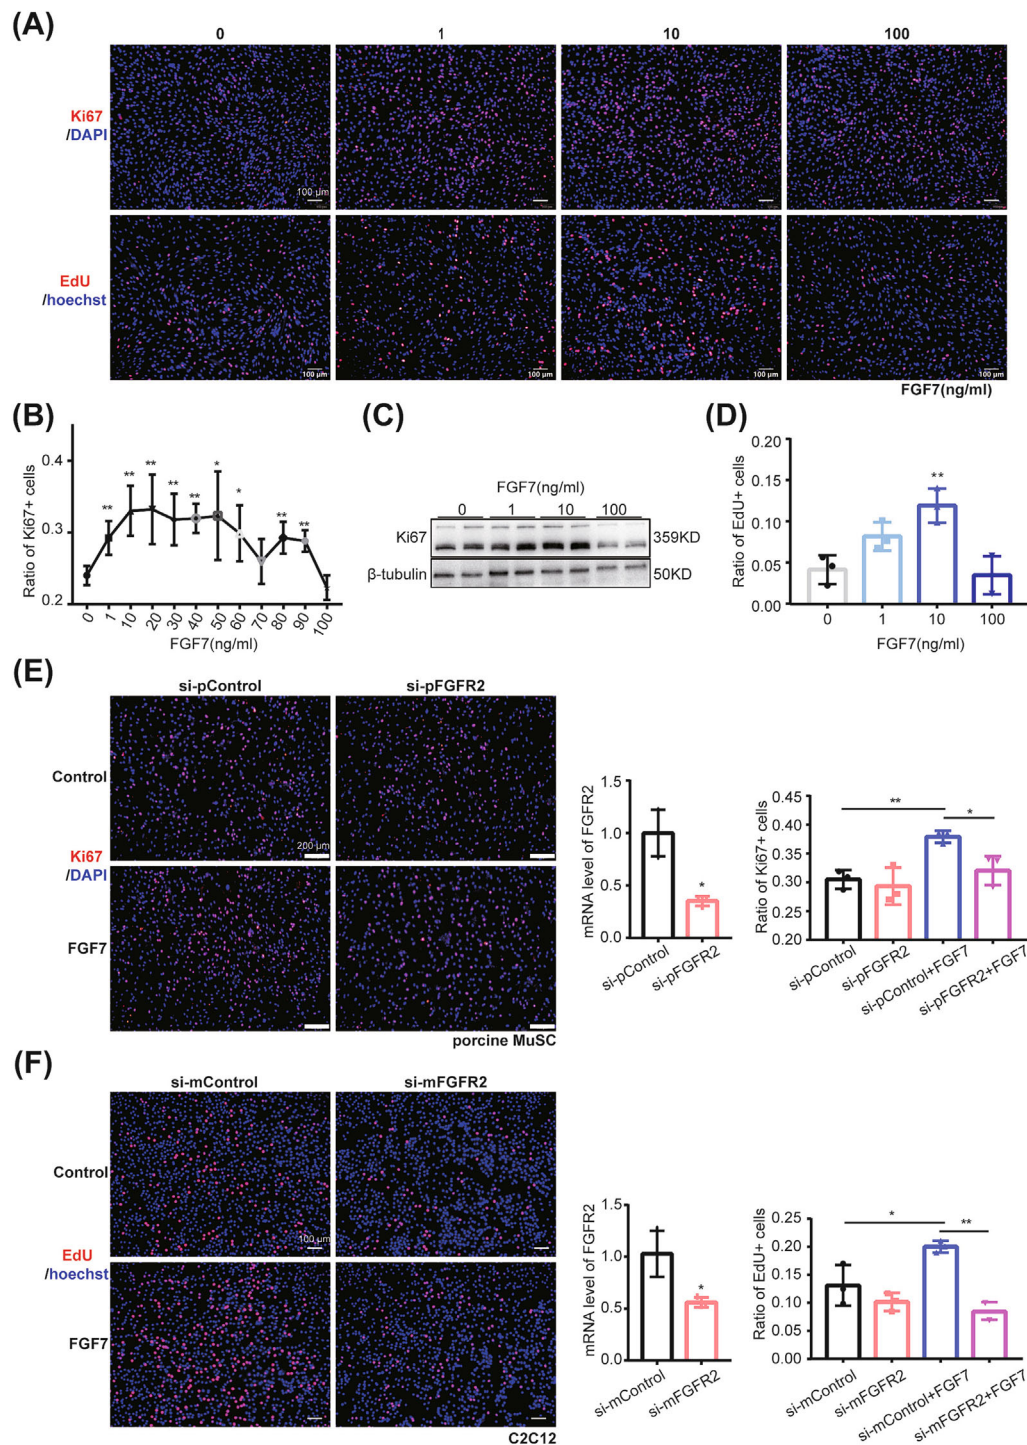 (A)
0 1 10 100
Ki67
/DAPI
100 μm
EdU
/hoechst
100 μm 100 μm 100 μm 100 μm
FGF7(ng/ml)
(B)
Ratio of Ki67+ cells
0.4
0.3
0.2
** ** ** ** ** * * ** **
0 1 10 20 30 40 50 60 70 80 90 100
FGF7(ng/ml)
(C)
FGF7(ng/ml)
0 1 10 100
Ki67 359KD
β-tubulin 50KD
(D)
Ratio of EdU+ cells
0.20
0.15
0.10
0.05
0.00
**
0 1 10 100
FGF7(ng/ml)
(E)
si-pControl si-pFGFR2
Control
200 μm
Ki67
/DAPI
FGF7
porcine MuSC
mRNA level of FGFR2
1.5
1.0
0.5
0.0
*
si-pControl
si-pFGFR2
Ratio of Ki67+ cells
0.45
0.40
0.35
0.30
0.25
0.20
** *
si-pControl
si-pFGFR2
si-pControl+FGF7
si-pFGFR2+FGF7
(F)
si-mControl si-mFGFR2
Control
100 μm
EdU
/hoechst
FGF7
C2C12
mRNA level of FGFR2
1.5
1.0
0.5
0.0
*
si-mControl
si-mFGFR2
Ratio of EdU+ cells
0.25
0.20
0.15
0.10
0.05
0.00
* **
si-mControl
si-mFGFR2
si-mControl+FGF7
si-mFGFR2+FGF7